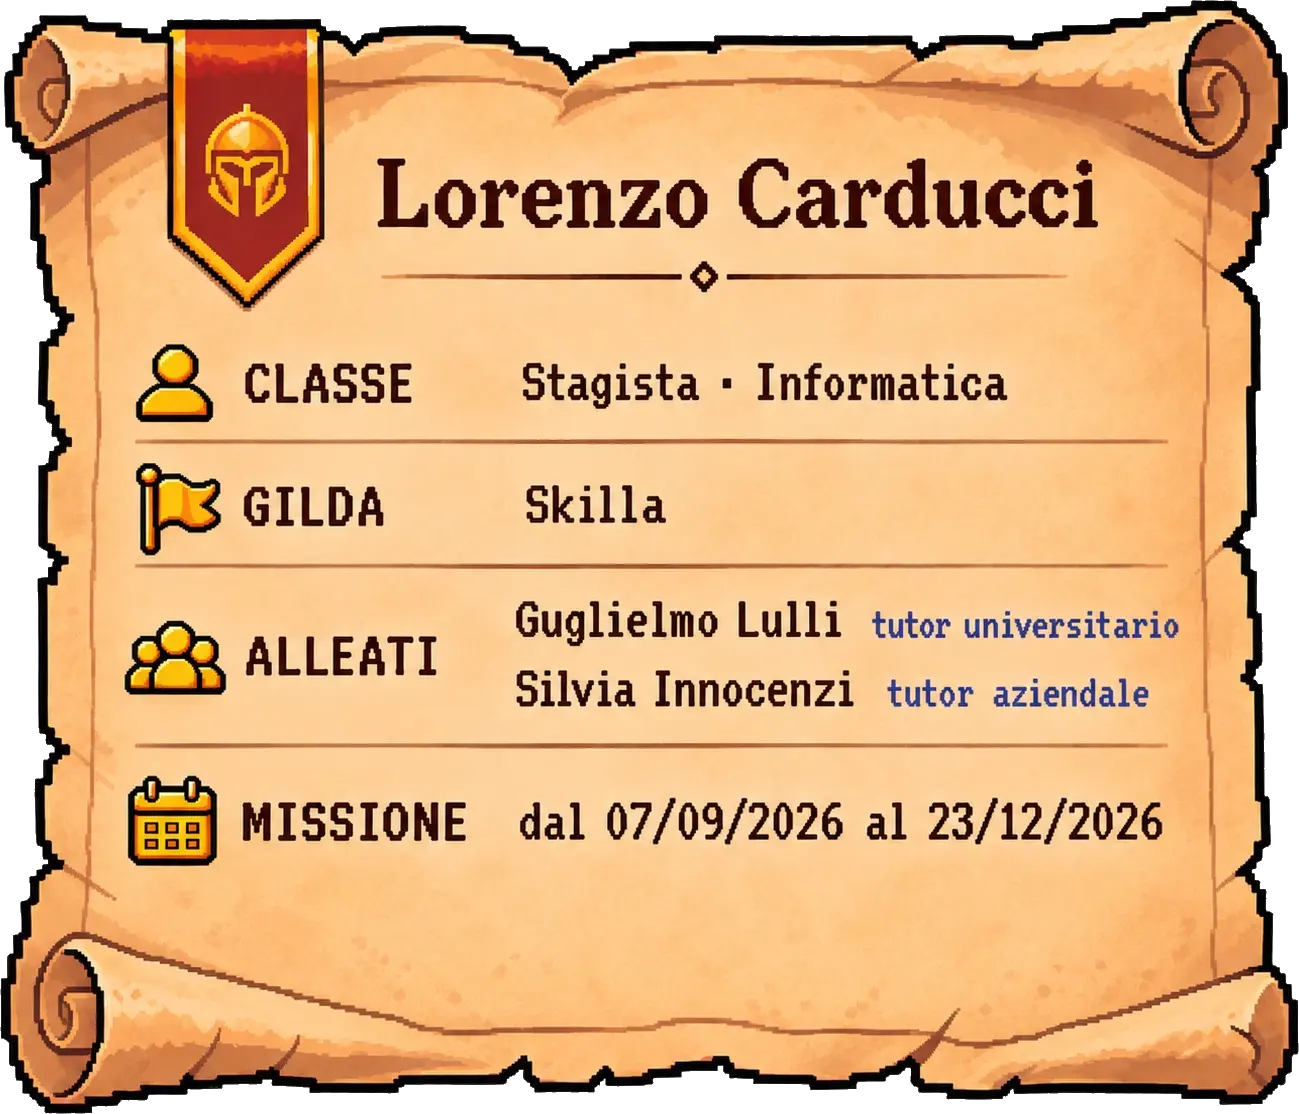 Lorenzo Carducci
CLASSE Stagista · Informatica
GILDA Skilla
ALLEATI
Guglielmo Lulli tutor universitario
Silvia Innocenzi tutor aziendale
MISSIONE dal 07/09/2026 al 23/12/2026